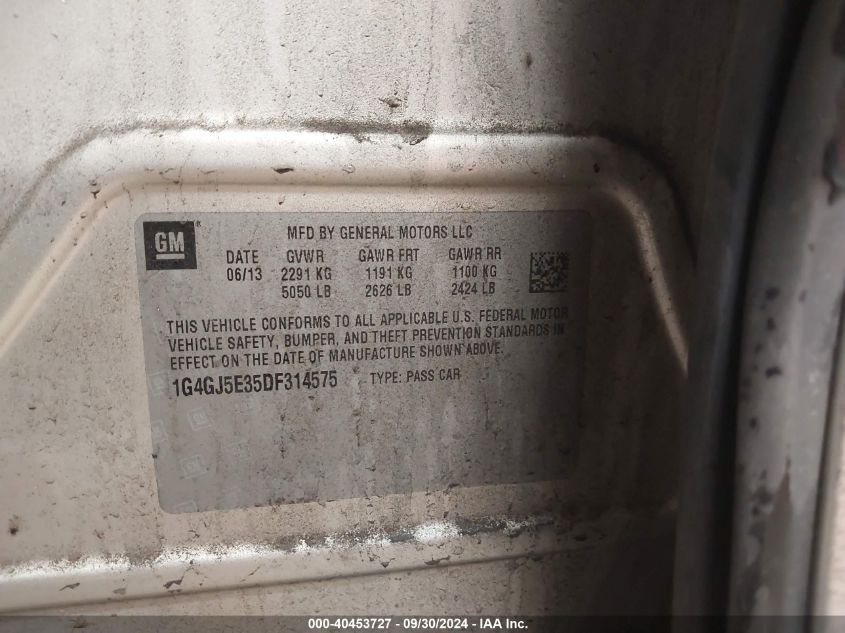 GM
MFD BY GENERAL MOTORS LLC
DATE GVWR GAWR FRT GAWR RR
06/13 2291 KG 1191 KG 1100 KG
5050 LB 2626 LB 2424 LB
THIS VEHICLE CONFORMS TO ALL APPLICABLE U.S. FEDERAL MOTOR
VEHICLE SAFETY, BUMPER, AND THEFT PREVENTION STANDARDS IN
EFFECT ON THE DATE OF MANUFACTURE SHOWN ABOVE.
1G4GJ5E35DF314575 TYPE: PASS CAR
000-40453727 - 09/30/2024 - IAA Inc.